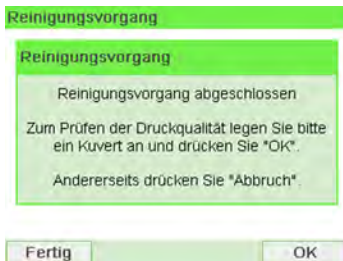 Reinigungsvorgang
Reinigungsvorgang
Reinigungsvorgang abgeschlossen
Zum Prüfen der Druckqualität legen Sie bitte
ein Kuvert an und drücken Sie "OK".
Andererseits drücken Sie "Abbruch".
Fertig
OK